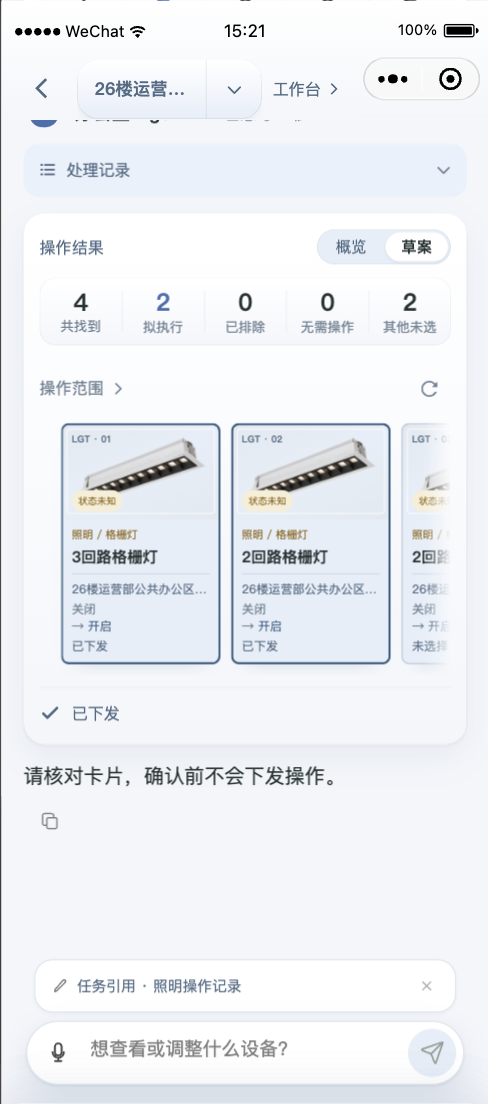 WeChat
15:21
100%
26楼运营...
工作台
处理记录
操作结果
概览
草案
4
共找到
2
拟执行
0
已排除
0
无需操作
2
其他未选
操作范围
LGT · 01
状态未知
照明 / 格栅灯
3回路格栅灯
26楼运营部公共办公区...
关闭
→ 开启
已下发
LGT · 02
状态未知
照明 / 格栅灯
2回路格栅灯
26楼运营部公共办公区...
关闭
→ 开启
已下发
LGT · 0
状态未
照明 /
2回路
26楼运
关闭
→ 开启
未选择
已下发
请核对卡片，确认前不会下发操作。
任务引用 · 照明操作记录
想查看或调整什么设备？